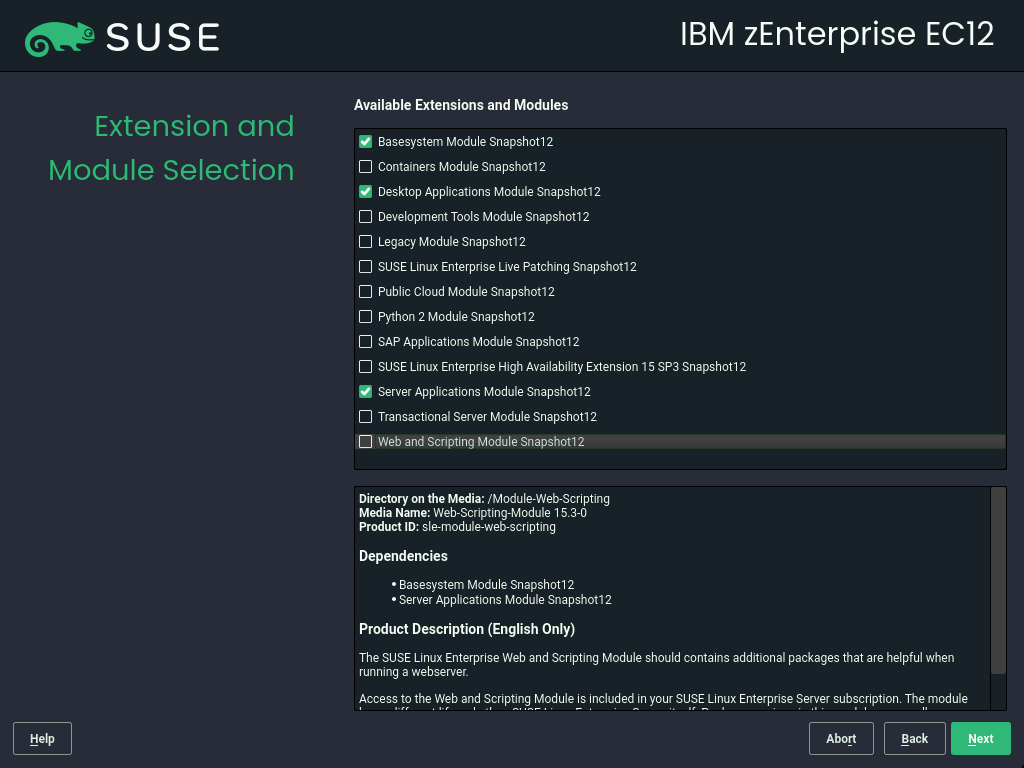 SUSE
IBM zEnterprise EC12
Extension and
Module Selection
Available Extensions and Modules
Basesystem Module Snapshot12
Containers Module Snapshot12
Desktop Applications Module Snapshot12
Development Tools Module Snapshot12
Legacy Module Snapshot12
SUSE Linux Enterprise Live Patching Snapshot12
Public Cloud Module Snapshot12
Python 2 Module Snapshot12
SAP Applications Module Snapshot12
SUSE Linux Enterprise High Availability Extension 15 SP3 Snapshot12
Server Applications Module Snapshot12
Transactional Server Module Snapshot12
Web and Scripting Module Snapshot12
Directory on the Media: /Module-Web-Scripting
Media Name: Web-Scripting-Module 15.3-0
Product ID: sle-module-web-scripting
Dependencies
• Basesystem Module Snapshot12
• Server Applications Module Snapshot12
Product Description (English Only)
The SUSE Linux Enterprise Web and Scripting Module should contains additional packages that are helpful when
running a webserver.
Access to the Web and Scripting Module is included in your SUSE Linux Enterprise Server subscription. The module
Help
Abort
Back
Next